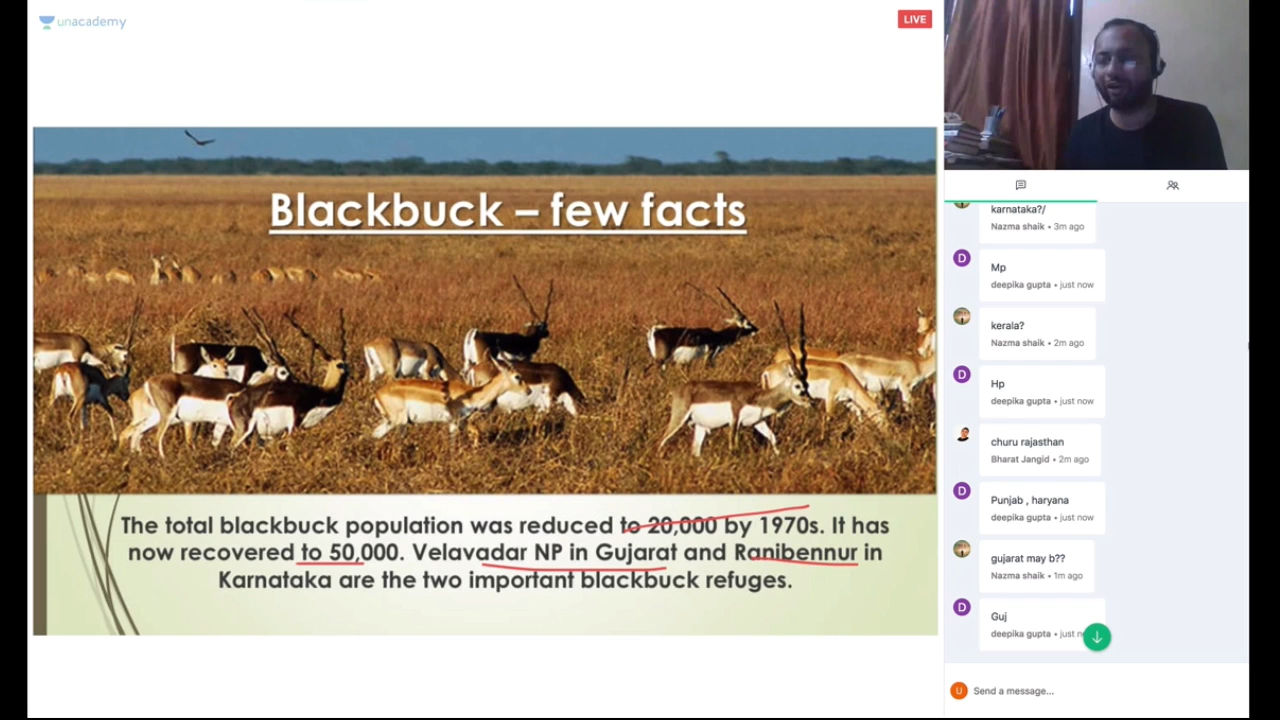 unacademy
LIVE
Blackbuck – few facts
The total blackbuck population was reduced to 20,000 by 1970s. It has
now recovered to 50,000. Velavadar NP in Gujarat and Ranibennur in
Karnataka are the two important blackbuck refuges.
karnataka?/
Nazma shaik • 3m ago
D
Mp
deepika gupta • just now
kerala?
Nazma shaik • 2m ago
D
Hp
deepika gupta • just now
churu rajasthan
Bharat Jangid • 2m ago
D
Punjab , haryana
deepika gupta • just now
gujarat may b??
Nazma shaik • 1m ago
D
Guj
deepika gupta • just
U
Send a message...